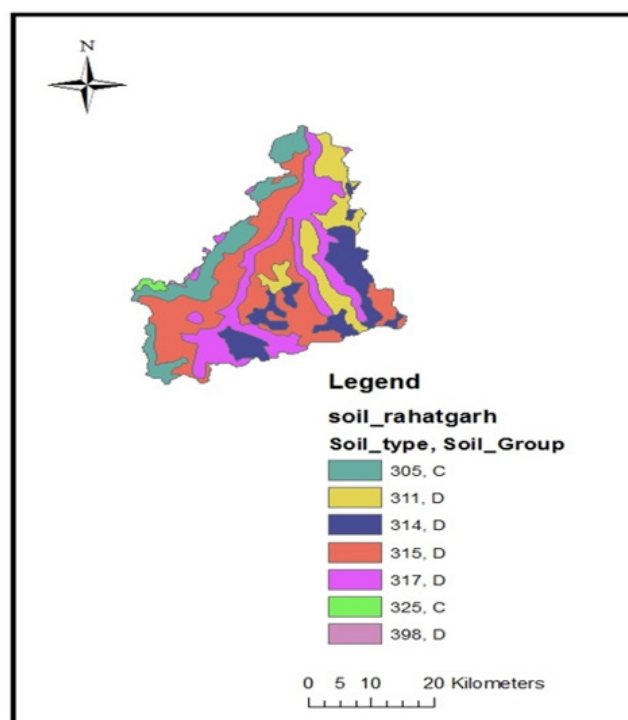 N
Legend
soil_rahatgarh
Soil_type, Soil_Group
305, C
311, D
314, D
315, D
317, D
325, C
398, D
0 5 10 20 Kilometers